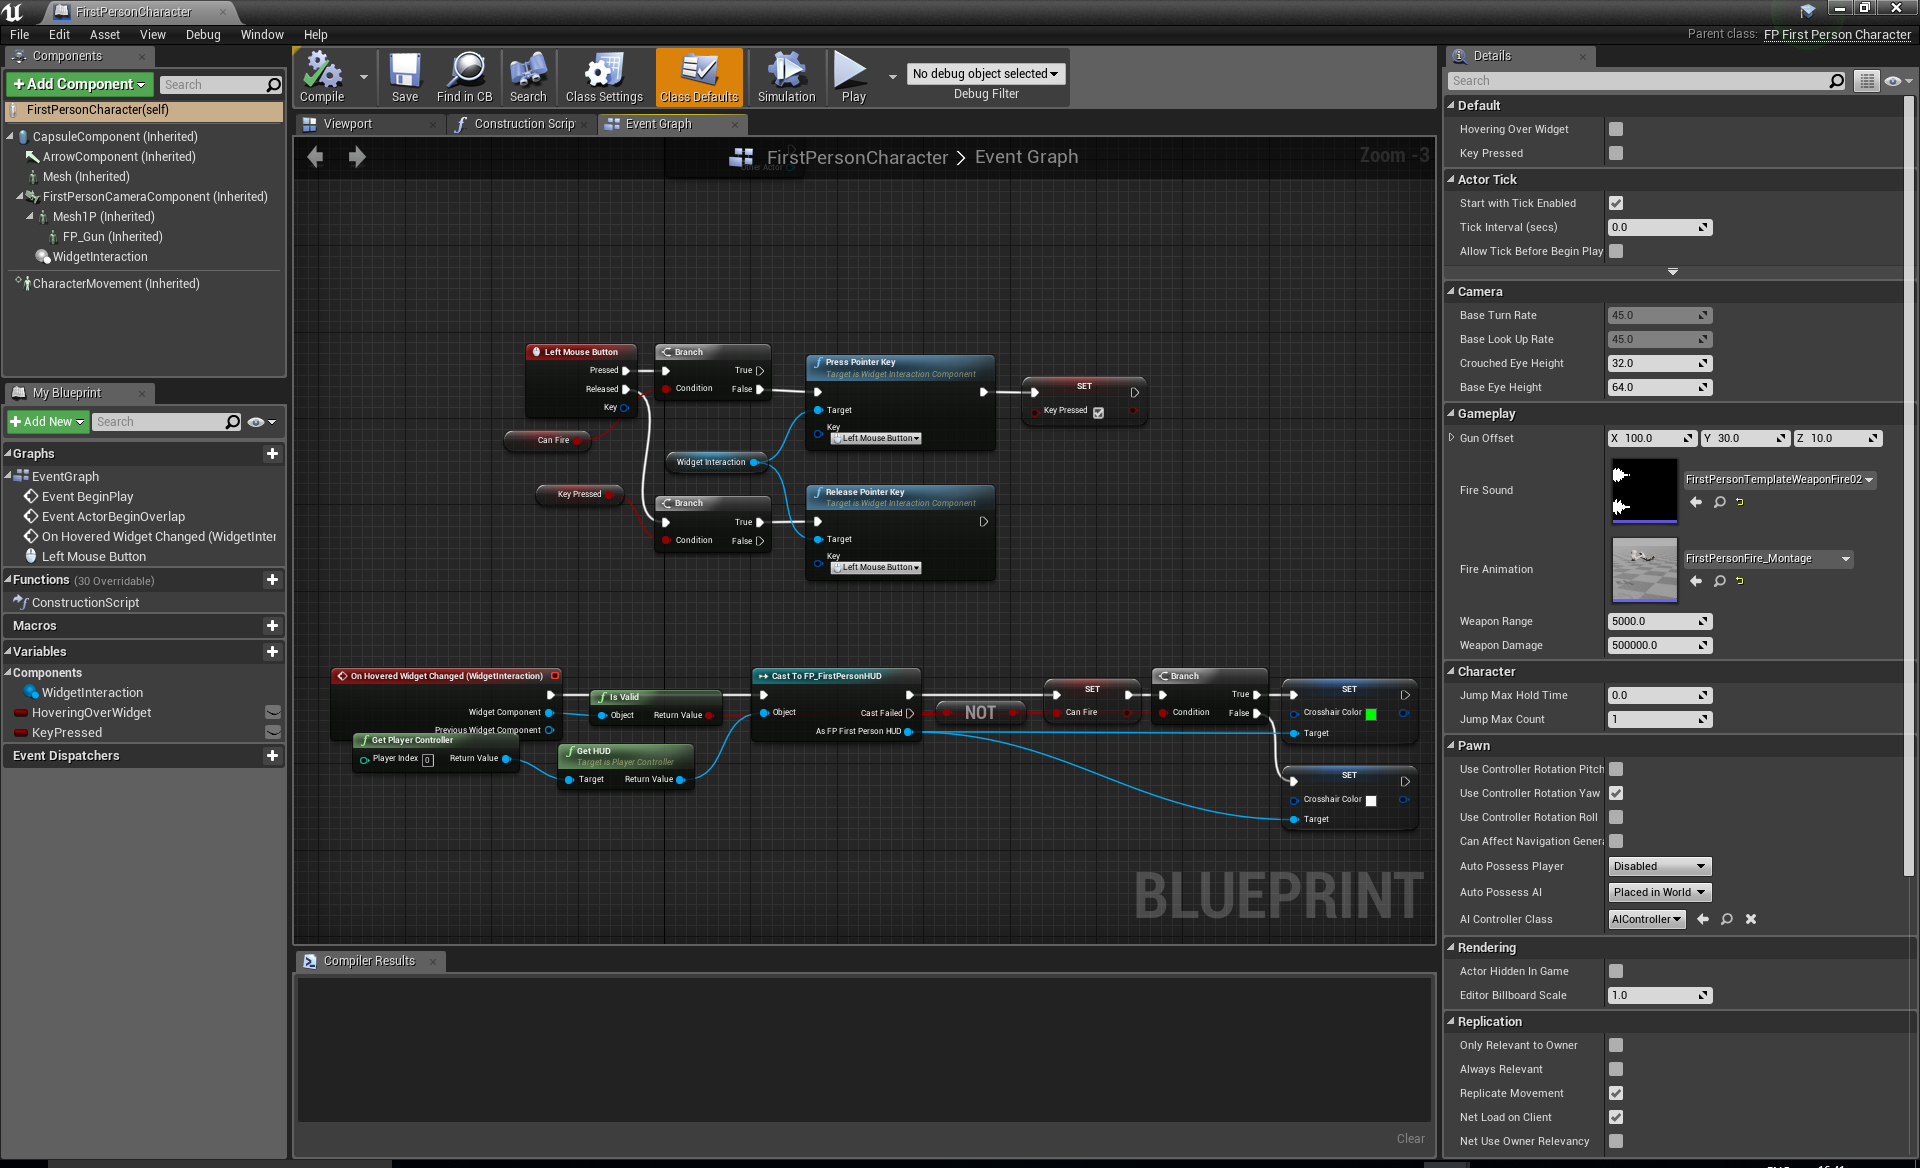 FirstPersonCharacter
File Edit Asset View Debug Window Help
Parent class: FP First Person Character
Components
Add Component
Search
FirstPersonCharacter(self)
CapsuleComponent (Inherited)
ArrowComponent (Inherited)
Mesh (Inherited)
FirstPersonCameraComponent (Inherited)
Mesh1P (Inherited)
FP_Gun (Inherited)
WidgetInteraction
CharacterMovement (Inherited)
My Blueprint
Add New
Search
Graphs
EventGraph
Event BeginPlay
Event ActorBeginOverlap
On Hovered Widget Changed (WidgetInter
Left Mouse Button
Functions (30 Overridable)
ConstructionScript
Macros
Variables
Components
WidgetInteraction
HoveringOverWidget
KeyPressed
Event Dispatchers
Compile
Save
Find in CB
Search
Class Settings
Class Defaults
Simulation
Play
No debug object selected
Debug Filter
Viewport
Construction Scrip
Event Graph
FirstPersonCharacter > Event Graph
Zoom -3
Left Mouse Button
Pressed
Released
Key
Branch
True
Condition False
Can Fire
Press Pointer Key
Target is Widget Interaction Component
Target
Key
Left Mouse Button
SET
Key Pressed
Widget Interaction
Key Pressed
Branch
True
Condition False
Release Pointer Key
Target is Widget Interaction Component
Target
Key
Left Mouse Button
On Hovered Widget Changed (WidgetInteraction)
Widget Component
Previous Widget Component
Is Valid
Object Return Value
Get Player Controller
Player Index 0 Return Value
Get HUD
Target is Player Controller
Target Return Value
Cast To FP_FirstPersonHUD
Object Cast Failed
As FP First Person HUD
NOT
SET
Can Fire
Branch
True
Condition False
SET
Crosshair Color
Target
SET
Crosshair Color
Target
BLUEPRINT
Compiler Results
Clear
Details
Search
Default
Hovering Over Widget
Key Pressed
Actor Tick
Start with Tick Enabled
Tick Interval (secs) 0.0
Allow Tick Before Begin Play
Camera
Base Turn Rate 45.0
Base Look Up Rate 45.0
Crouched Eye Height 32.0
Base Eye Height 64.0
Gameplay
Gun Offset X 100.0 Y 30.0 Z 10.0
Fire Sound FirstPersonTemplateWeaponFire02
Fire Animation FirstPersonFire_Montage
Weapon Range 5000.0
Weapon Damage 500000.0
Character
Jump Max Hold Time 0.0
Jump Max Count 1
Pawn
Use Controller Rotation Pitch
Use Controller Rotation Yaw
Use Controller Rotation Roll
Can Affect Navigation Genera
Auto Possess Player Disabled
Auto Possess AI Placed in World
AI Controller Class AIController
Rendering
Actor Hidden In Game
Editor Billboard Scale 1.0
Replication
Only Relevant to Owner
Always Relevant
Replicate Movement
Net Load on Client
Net Use Owner Relevancy